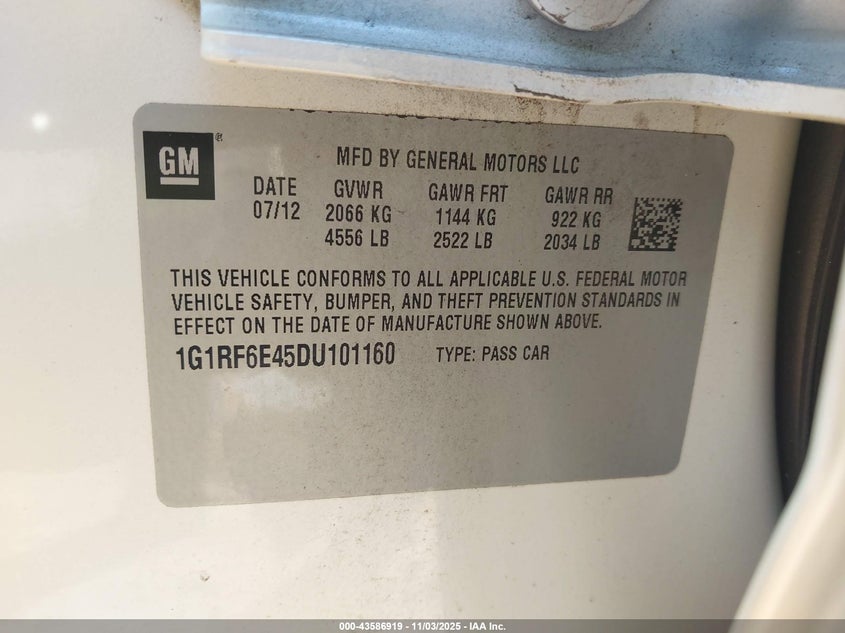 GM®
MFD BY GENERAL MOTORS LLC
DATE GVWR GAWR FRT GAWR RR
07/12 2066 KG 1144 KG 922 KG
4556 LB 2522 LB 2034 LB
THIS VEHICLE CONFORMS TO ALL APPLICABLE U.S. FEDERAL MOTOR
VEHICLE SAFETY, BUMPER, AND THEFT PREVENTION STANDARDS IN
EFFECT ON THE DATE OF MANUFACTURE SHOWN ABOVE.
1G1RF6E45DU101160 TYPE: PASS CAR
000-43586919 - 11/03/2025 - IAA Inc.